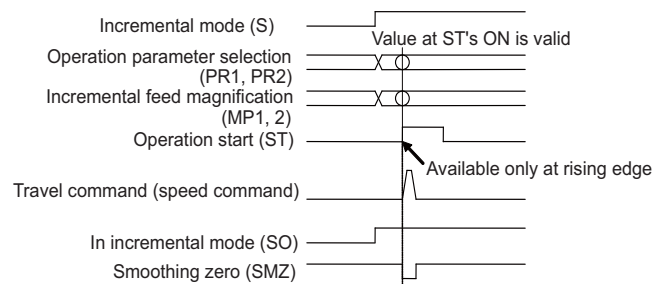 Incremental mode (S)
Value at ST's ON is valid
Operation parameter selection
(PR1, PR2)
Incremental feed magnification
(MP1, 2)
Operation start (ST)
Available only at rising edge
Travel command (speed command)
In incremental mode (SO)
Smoothing zero (SMZ)